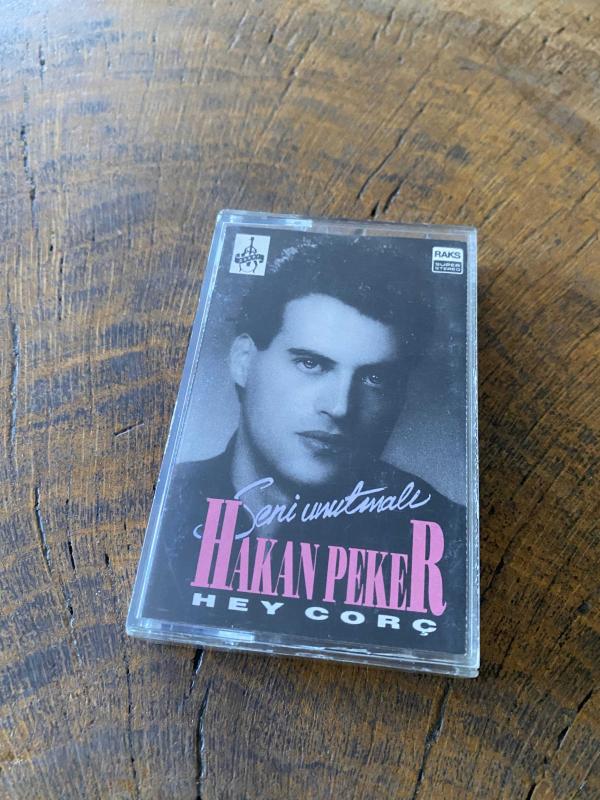 RAKS
SUPER
STEREO
Seni unutmalı
HAKAN PEKER
HEY CORÇ